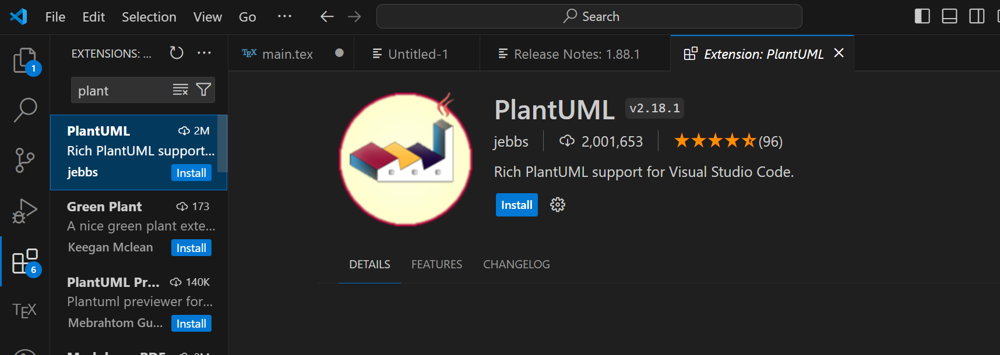 File Edit Selection View Go ··· Search
EXTENSIONS: ...
main.tex
Untitled-1
Release Notes: 1.88.1
Extension: PlantUML
1
plant
PlantUML 2M
Rich PlantUML support...
jebbs Install
Green Plant 173
A nice green plant exte...
Keegan Mclean Install
PlantUML Pr... 140K
Plantuml previewer for...
Mebrahtom Gu... Install
6
TEX
PlantUML v2.18.1
jebbs 2,001,653 (96)
Rich PlantUML support for Visual Studio Code.
Install
DETAILS FEATURES CHANGELOG